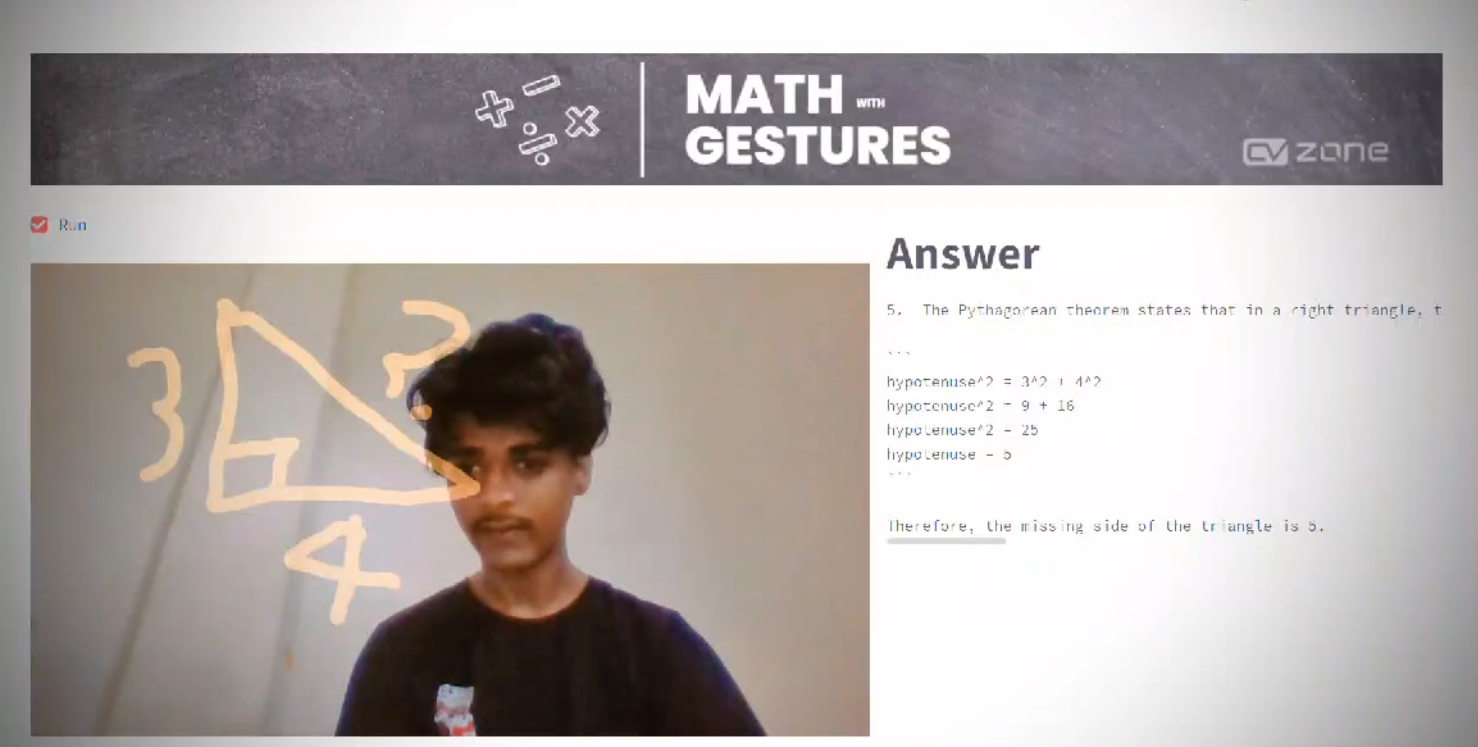 MATH WITH
GESTURES
CV zone
Run
Answer
3
?
4
5. The Pythagorean theorem states that in a right triangle, t
```
hypotenuse^2 = 3^2 + 4^2
hypotenuse^2 = 9 + 16
hypotenuse^2 = 25
hypotenuse = 5
```
Therefore, the missing side of the triangle is 5.